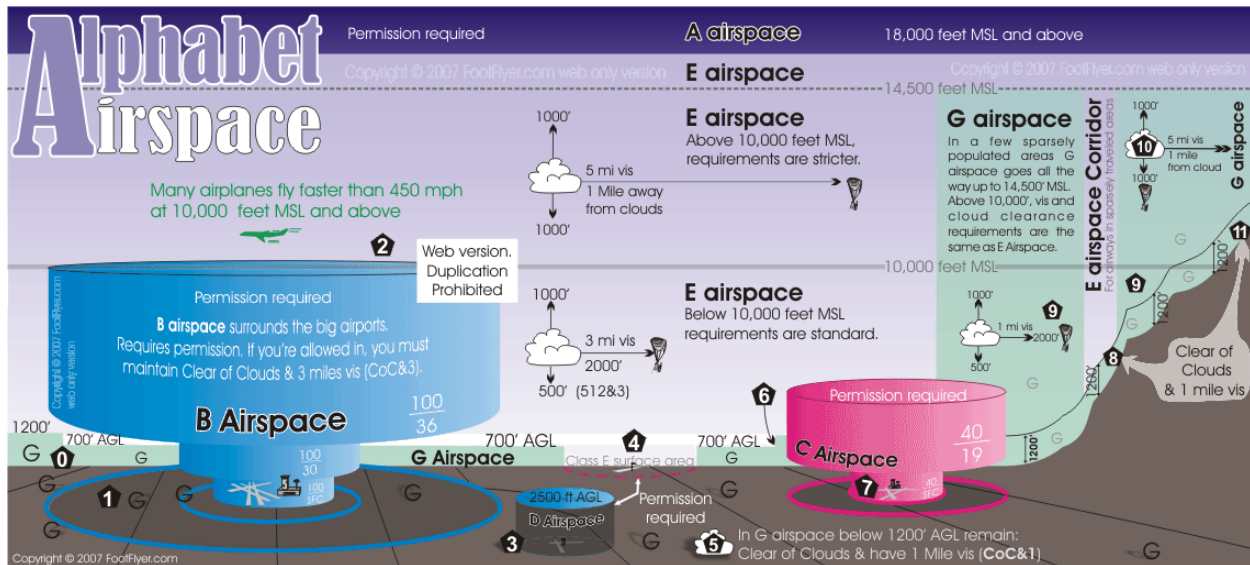 Alphabet
Airspace
Permission required
A airspace
18,000 feet MSL and above
Copyright © 2007 FootFlyer.com web only version
E airspace
Copyright © 2007 FootFlyer.com web only version
14,500 feet MSL
Many airplanes fly faster than 450 mph
at 10,000 feet MSL and above
1000'
5 mi vis
1 Mile away
from clouds
1000'
E airspace
Above 10,000 feet MSL,
requirements are stricter.
G airspace
In a few sparsely
populated areas G
airspace goes all the
way up to 14,500' MSL.
Above 10,000', vis and
cloud clearance
requirements are the
same as E Airspace.
E airspace Corridor
For airways in sparsely traveled areas
1000'
10
5 mi vis
1 mile
from cloud
1000'
G airspace
G
11
1200'
2
Web version.
Duplication
Prohibited
10,000 feet MSL
Permission required
B airspace surrounds the big airports.
Requires permission. If you're allowed in, you must
maintain Clear of Clouds & 3 miles vis (CoC&3).
Copyright © 2007 FootFlyer.com
web only version
B Airspace
100
36
1000'
3 mi vis
2000'
500'
(512&3)
E airspace
Below 10,000 feet MSL
requirements are standard.
1000'
9
1 mi vis
2000'
500'
G
9
G
1200'
G
8
1200'
G
Clear of
Clouds
& 1 mile vis
6
Permission required
40
19
C Airspace
1200'
1200'
700' AGL
G
0
G
700' AGL
G Airspace
4
Class E surface area
700' AGL
G
100
30
100
SFC
1
G
G
G
G
G
G
2500 ft AGL
D Airspace
3
Permission
required
G
7
40
SFC
G
5
In G airspace below 1200' AGL remain:
Clear of Clouds & have 1 Mile vis (CoC&1)
G
Copyright © 2007 FootFlyer.com